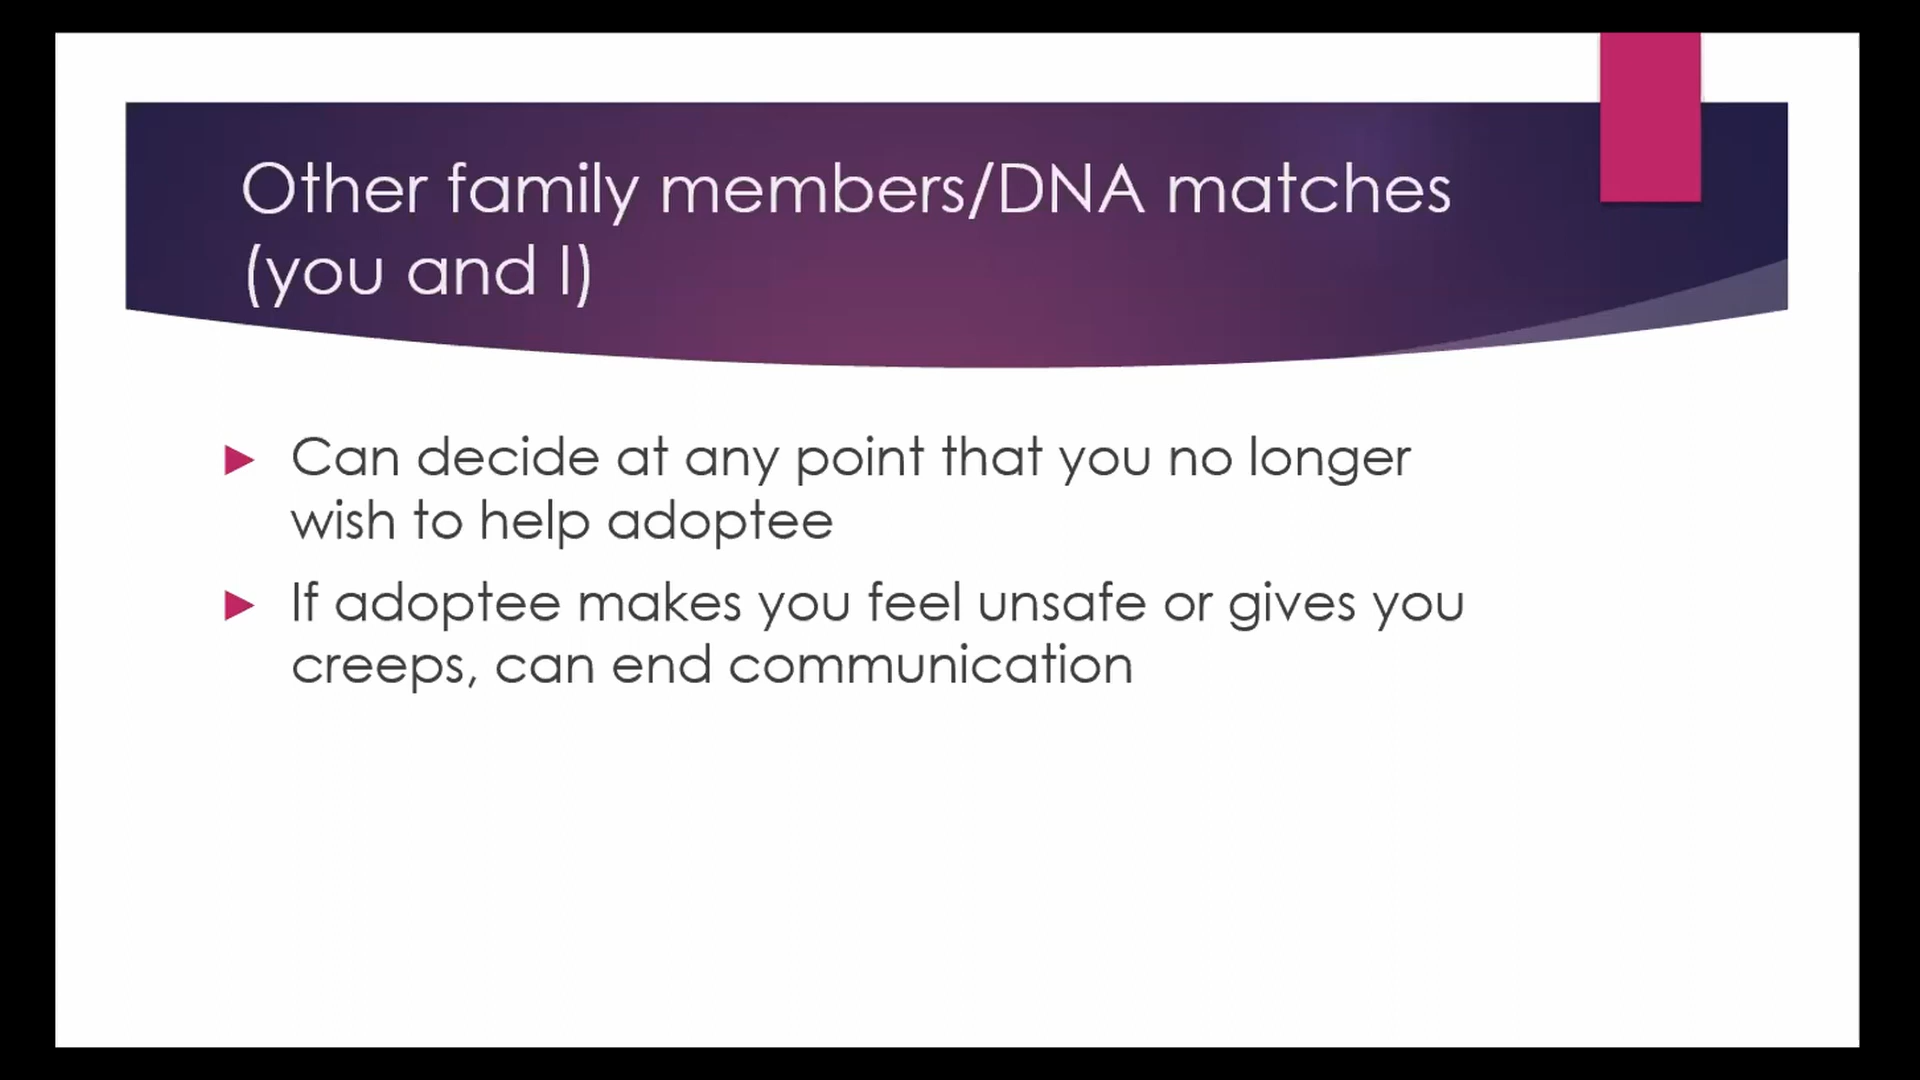 Other family members/DNA matches
(you and I)
Can decide at any point that you no longer
wish to help adoptee
If adoptee makes you feel unsafe or gives you
creeps, can end communication